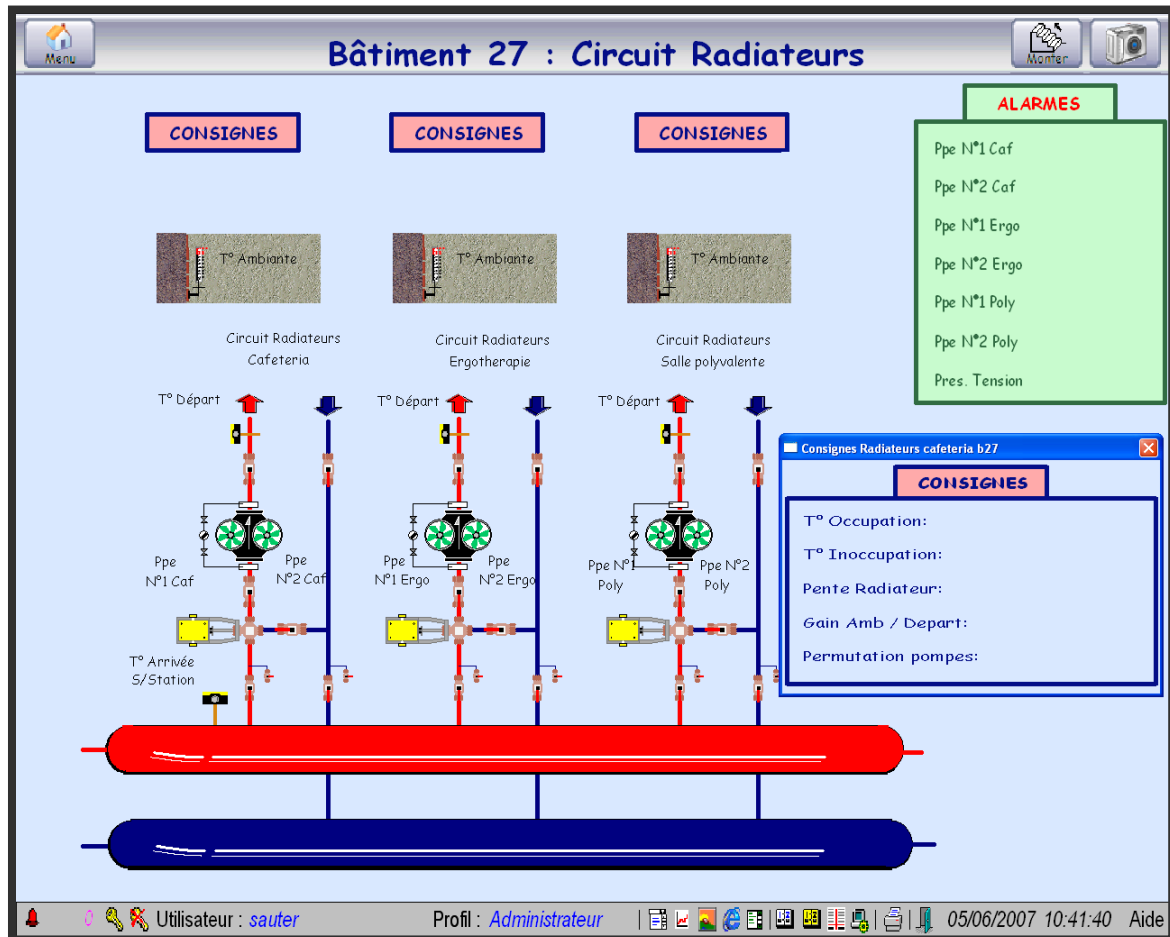 Menu
Bâtiment 27 : Circuit Radiateurs
Monter
ALARMES
CONSIGNES
CONSIGNES
CONSIGNES
Ppe N°1 Caf
Ppe N°2 Caf
Ppe N°1 Ergo
Ppe N°2 Ergo
Ppe N°1 Poly
Ppe N°2 Poly
Pres. Tension
T° Ambiante
T° Ambiante
T° Ambiante
Circuit Radiateurs
Cafeteria
Circuit Radiateurs
Ergotherapie
Circuit Radiateurs
Salle polyvalente
T° Départ
T° Départ
T° Départ
Consignes Radiateurs cafeteria b27
CONSIGNES
T° Occupation:
T° Inoccupation:
Pente Radiateur:
Gain Amb / Depart:
Permutation pompes:
Ppe
N°1 Caf
Ppe
N°2 Caf
Ppe
N°1 Ergo
Ppe
N°2 Ergo
Ppe N°1
Poly
Ppe N°2
Poly
T° Arrivée
S/Station
0 Utilisateur : sauter Profil : Administrateur 05/06/2007 10:41:40 Aide